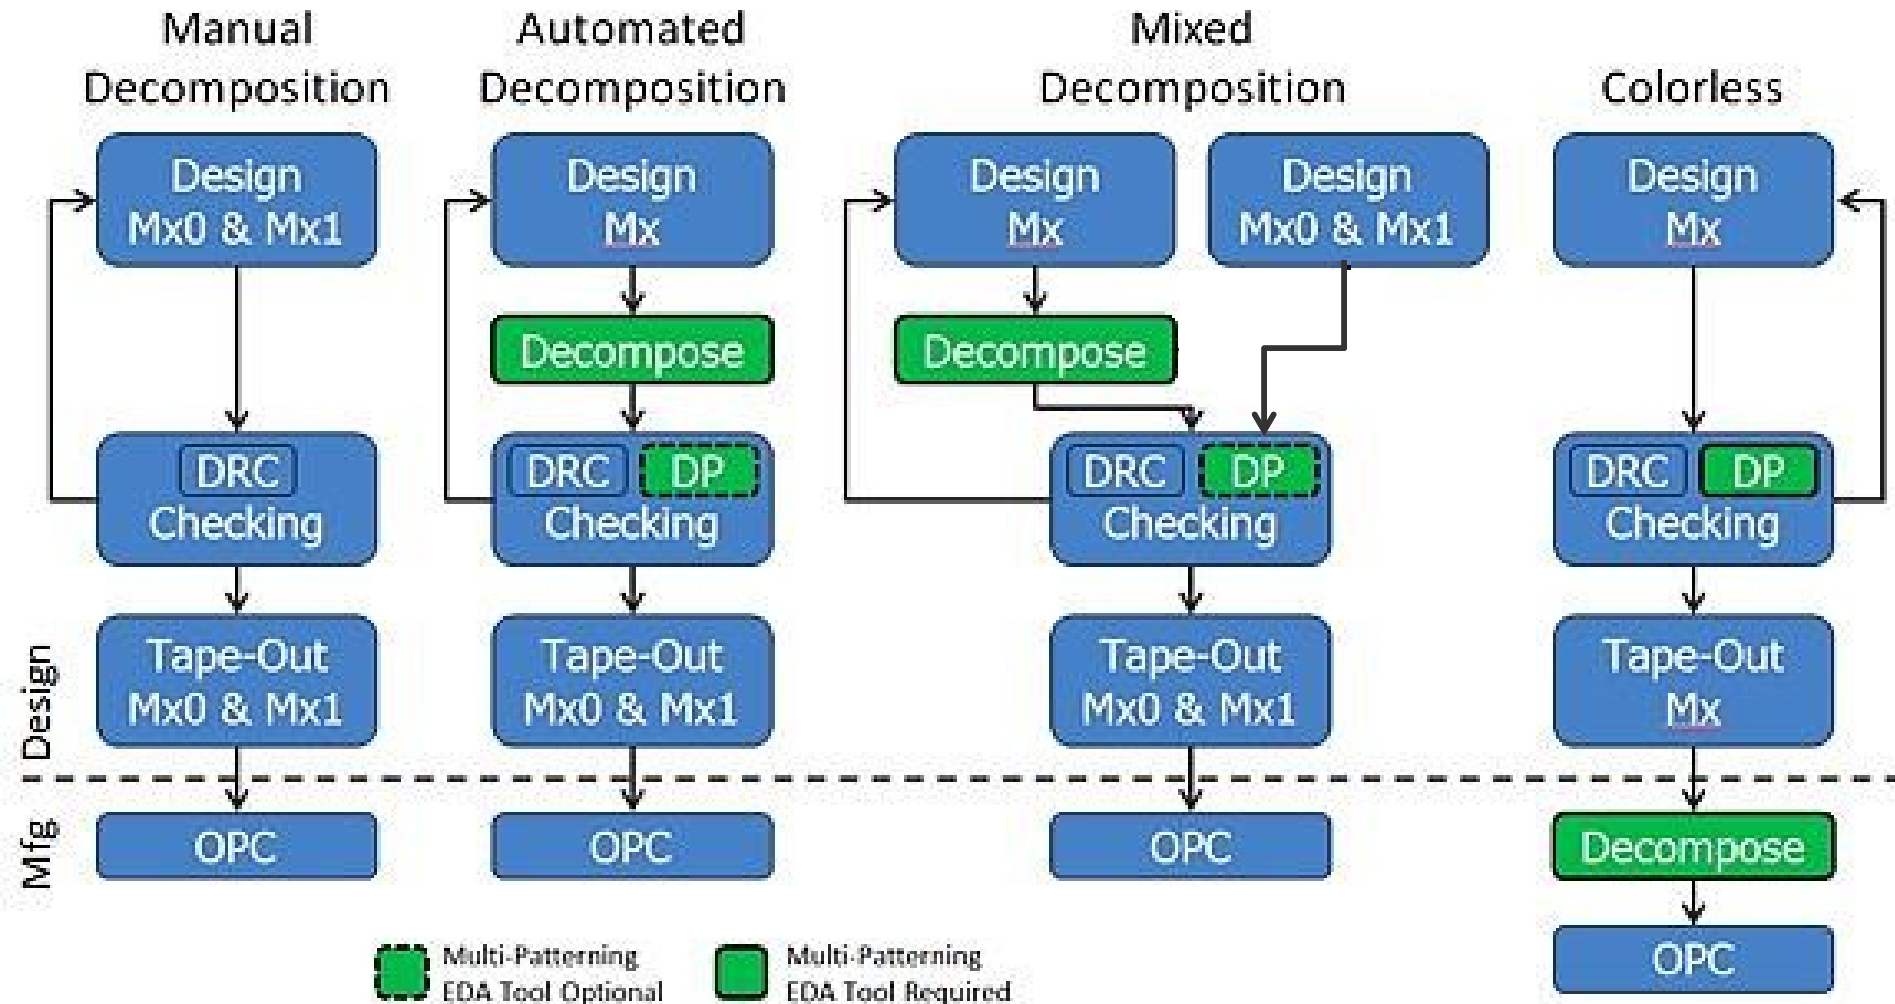 Manual
Decomposition
Design
Mx0 & Mx1
DRC
Checking
Tape-Out
Mx0 & Mx1
OPC
Automated
Decomposition
Design
Mx
Decompose
DRC DP
Checking
Tape-Out
Mx0 & Mx1
OPC
Mixed
Decomposition
Design
Mx
Design
Mx0 & Mx1
Decompose
DRC DP
Checking
Tape-Out
Mx0 & Mx1
OPC
Colorless
Design
Mx
DRC DP
Checking
Tape-Out
Mx
Decompose
OPC
Design
Mfg
Multi-Patterning
EDA Tool Optional
Multi-Patterning
EDA Tool Required